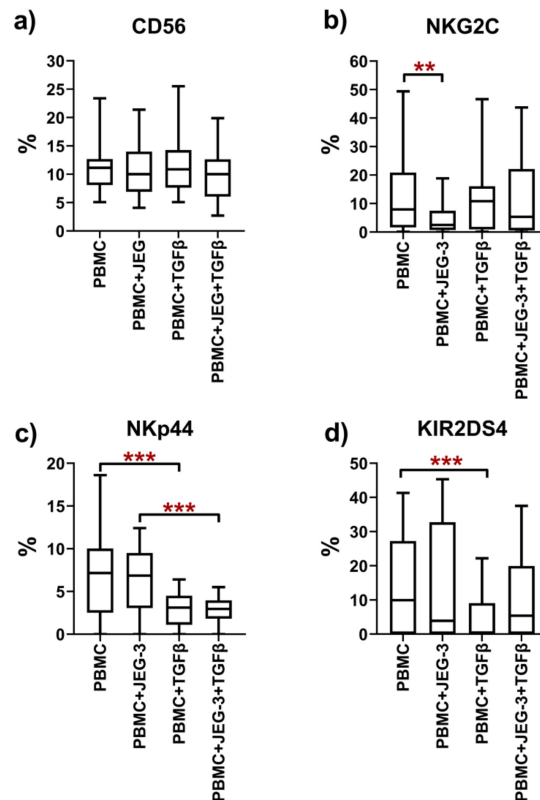 a)
CD56
%
30
25
20
15
10
5
0
PBMC
PBMC+JEG
PBMC+TGFβ
PBMC+JEG+TGFβ
b)
NKG2C
**
%
60
50
40
30
20
10
0
PBMC
PBMC+JEG-3
PBMC+TGFβ
PBMC+JEG-3+TGFβ
c)
NKp44
***
***
%
20
15
10
5
0
PBMC
PBMC+JEG-3
PBMC+TGFβ
PBMC+JEG-3+TGFβ
d)
KIR2DS4
***
%
50
40
30
20
10
0
PBMC
PBMC+JEG-3
PBMC+TGFβ
PBMC+JEG-3+TGFβ